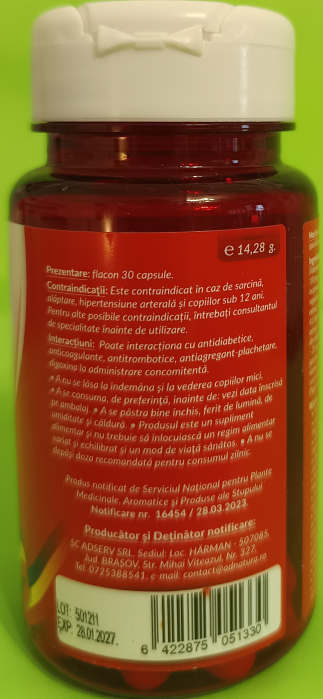 ℮ 14,28 g.
Prezentare: flacon 30 capsule.
Contraindicații: Este contraindicat în caz de sarcină,
alăptare, hipertensiune arterală și copiilor sub 12 ani.
Pentru alte posibile contraindicații, întrebați consultantul
de specialitate înainte de utilizare.
Interacțiuni: Poate interacționa cu antidiabetice,
anticoagulante, antitrombotice, antiagregant-plachetare,
digoxina la administrare concomitentă.
• A nu se lăsa la îndemâna și la vederea copiilor mici.
• A se consuma, de preferință, inainte de: vezi data înscrisă
pe ambalaj. • A se păstra bine închis, ferit de lumină, de
umiditate și căldură. • Produsul este un supliment
alimentar și nu trebuie să înlocuiască un regim alimentar
variat și echilibrat și un mod de viață sănătos. • A nu se
depăși doza recomandată pentru consumul zilnic.
Produs notificat de Serviciul Național pentru Plante
Medicinale, Aromatice și Produse ale Stupului
Notificare nr. 16454 / 28.03.2023.
Producător și Deținător notificare:
SC ADSERV SRL, Sediul: Loc. HĂRMAN - 507085,
Jud. BRAȘOV, Str. Mihai Viteazul, Nr. 327,
Tel: 0725388541, e-mail: contact@adnatura.ro
LOT: 501211
EXP: 28.01.2027.
6 422875 051330